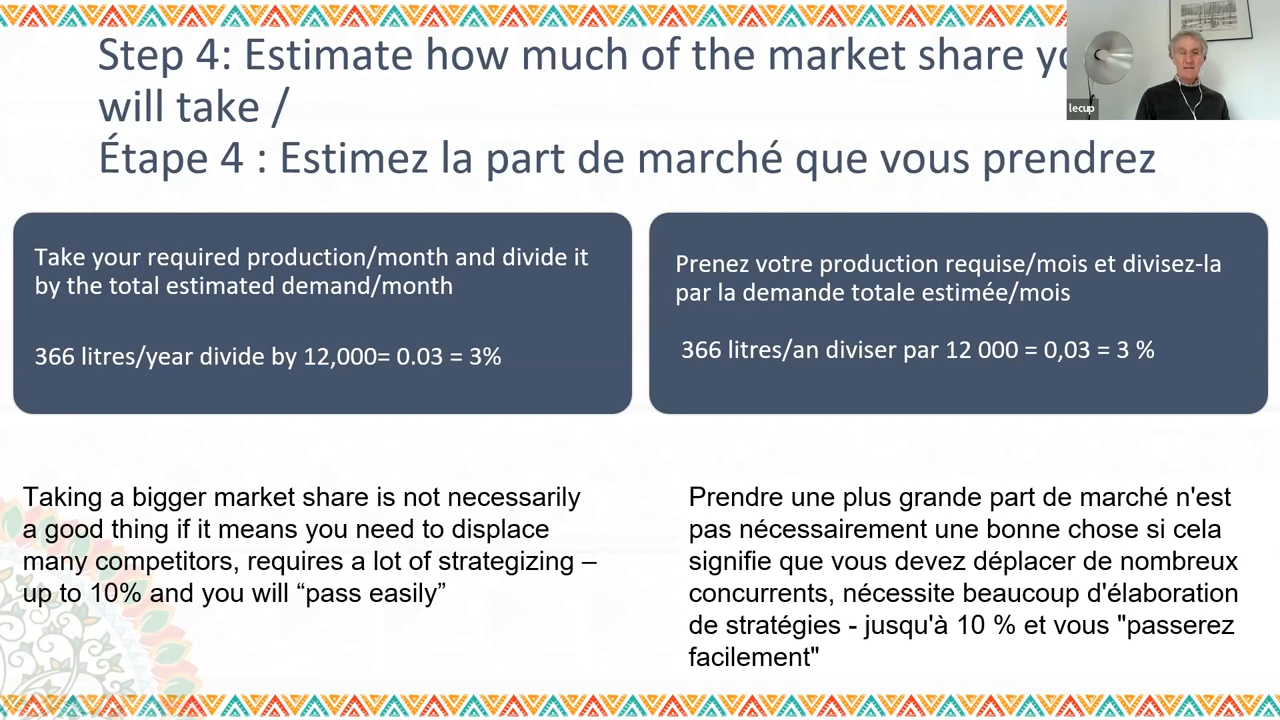 Step 4: Estimate how much of the market share
will take /
Étape 4 : Estimez la part de marché que vous prendrez
lecup
Take your required production/month and divide it
by the total estimated demand/month
366 litres/year divide by 12,000= 0.03 = 3%
Prenez votre production requise/mois et divisez-la
par la demande totale estimée/mois
366 litres/an diviser par 12 000 = 0,03 = 3 %
Taking a bigger market share is not necessarily
a good thing if it means you need to displace
many competitors, requires a lot of strategizing –
up to 10% and you will “pass easily”
Prendre une plus grande part de marché n'est
pas nécessairement une bonne chose si cela
signifie que vous devez déplacer de nombreux
concurrents, nécessite beaucoup d'élaboration
de stratégies - jusqu'à 10 % et vous "passerez
facilement"